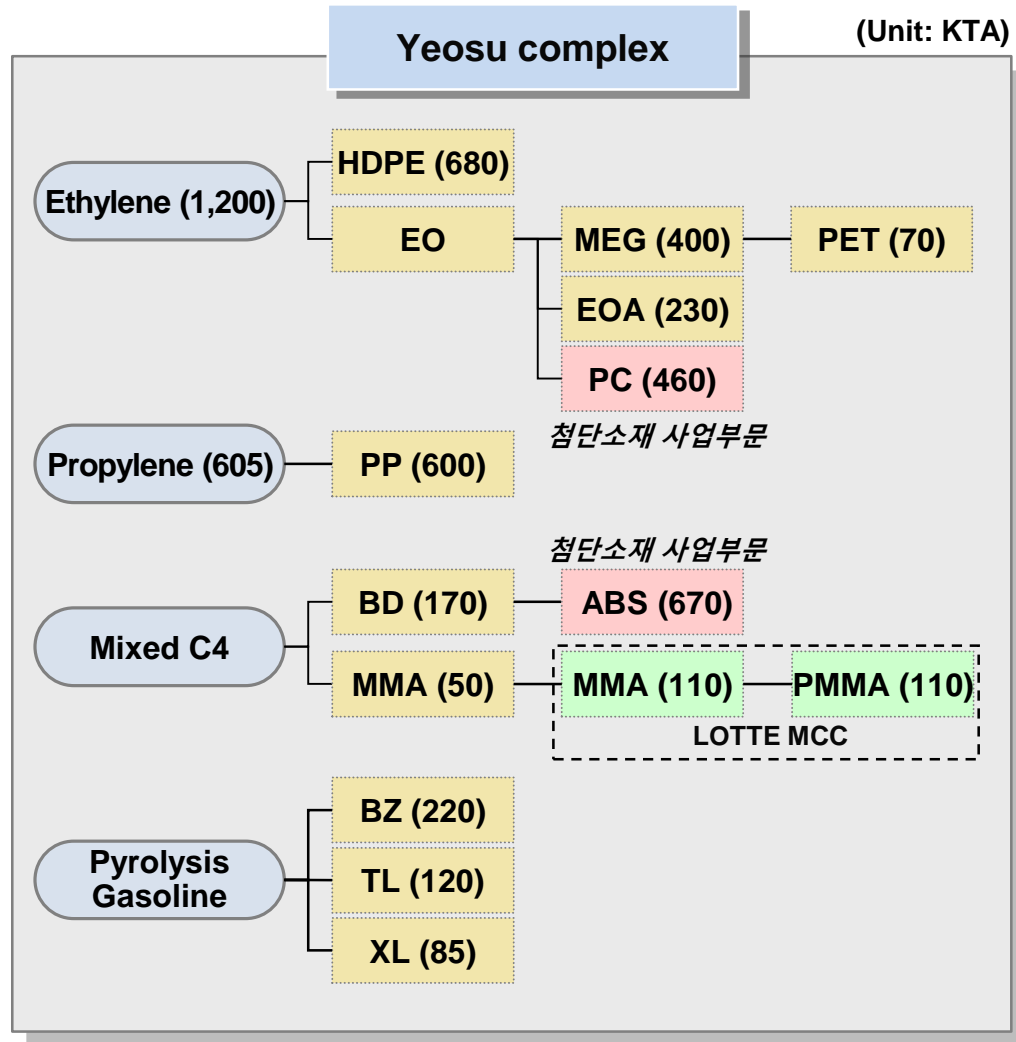 Yeosu complex
(Unit: KTA)
HDPE (680)
Ethylene (1,200)
EO
MEG (400)
PET (70)
EOA (230)
PC (460)
첨단소재 사업부문
Propylene (605)
PP (600)
첨단소재 사업부문
BD (170)
ABS (670)
Mixed C4
MMA (50)
MMA (110)
PMMA (110)
LOTTE MCC
BZ (220)
Pyrolysis
Gasoline
TL (120)
XL (85)